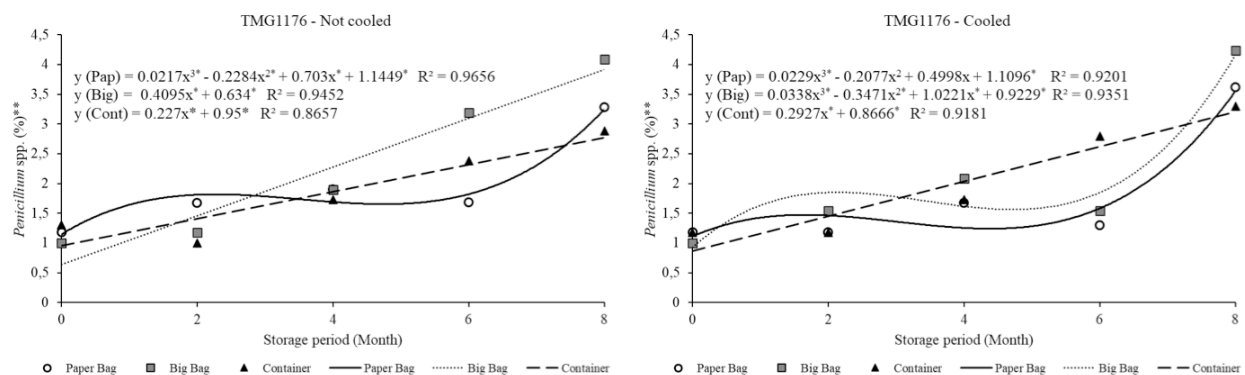 TMG1176 - Not cooled
4,5
4
3,5
3
2,5
2
1,5
1
0,5
0
Penicillium spp. (%)**
y (Pap) = 0.0217x³* - 0.2284x²* + 0.703x* + 1.1449* R² = 0.9656
y (Big) = 0.4095x* + 0.634* R² = 0.9452
y (Cont) = 0.227x* + 0.95* R² = 0.8657
0 2 4 6 8
Storage period (Month)
Paper Bag Big Bag Container Paper Bag Big Bag Container
TMG1176 - Cooled
4,5
4
3,5
3
2,5
2
1,5
1
0,5
0
Penicillium spp. (%)**
y (Pap) = 0.0229x³* - 0.2077x² + 0.4998x + 1.1096* R² = 0.9201
y (Big) = 0.0338x³* - 0.3471x²* + 1.0221x* + 0.9229* R² = 0.9351
y (Cont) = 0.2927x* + 0.8666* R² = 0.9181
0 2 4 6 8
Storage period (Month)
Paper Bag Big Bag Container Paper Bag Big Bag Container